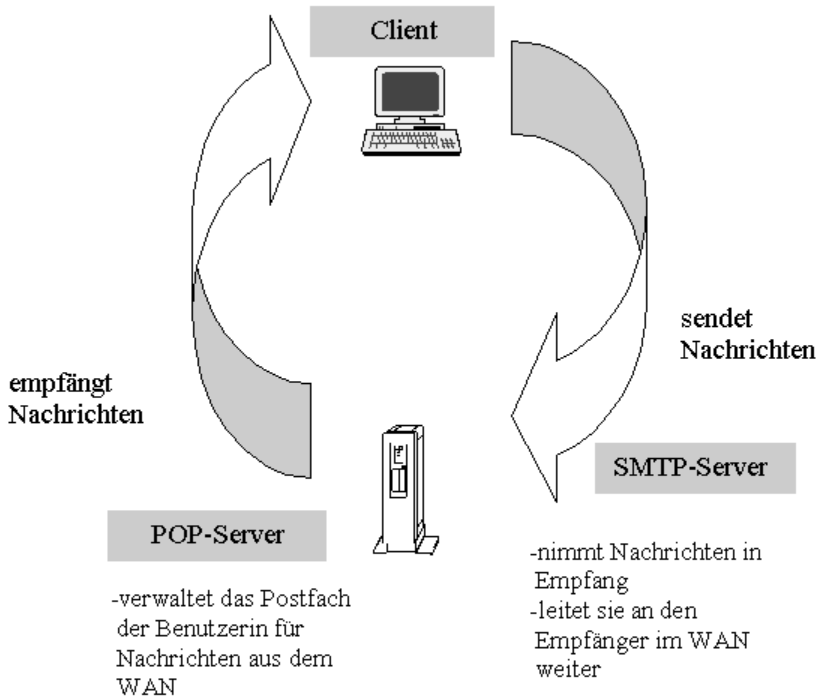 Client
sendet
Nachrichten
empfängt
Nachrichten
SMTP-Server
POP-Server
-nimmt Nachrichten in
Empfang
-leitet sie an den
Empfänger im WAN
weiter
-verwaltet das Postfach
der Benutzerin für
Nachrichten aus dem
WAN